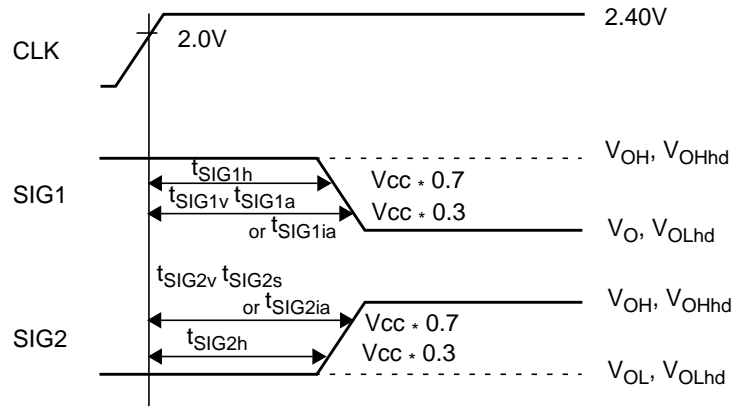 2.40V
CLK
2.0V
VOH, VOHhd
tSIG1h
Vcc * 0.7
SIG1
tSIG1v tSIG1a
Vcc * 0.3
or tSIG1ia
VO, VOLhd
tSIG2v tSIG2s
or tSIG2ia
VOH, VOHhd
Vcc * 0.7
SIG2
tSIG2h
Vcc * 0.3
VOL, VOLhd